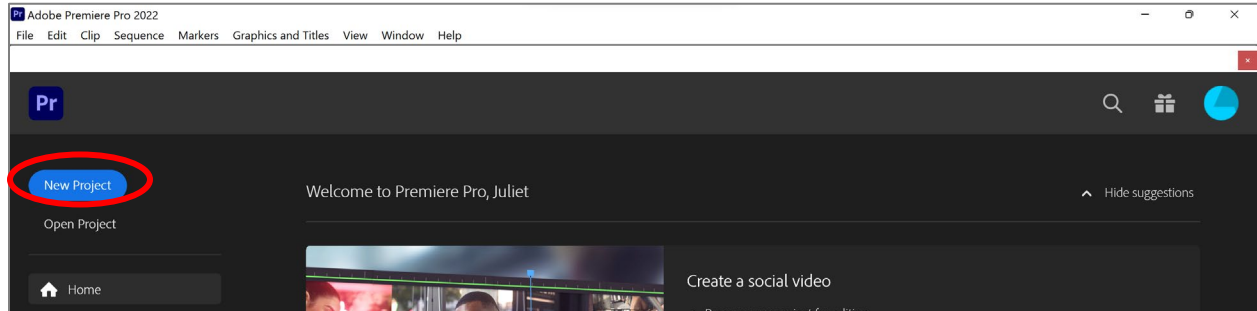 Pr Adobe Premiere Pro 2022
File Edit Clip Sequence Markers Graphics and Titles View Window Help
Pr
New Project
Welcome to Premiere Pro, Juliet
Hide suggestions
Open Project
Create a social video
Home